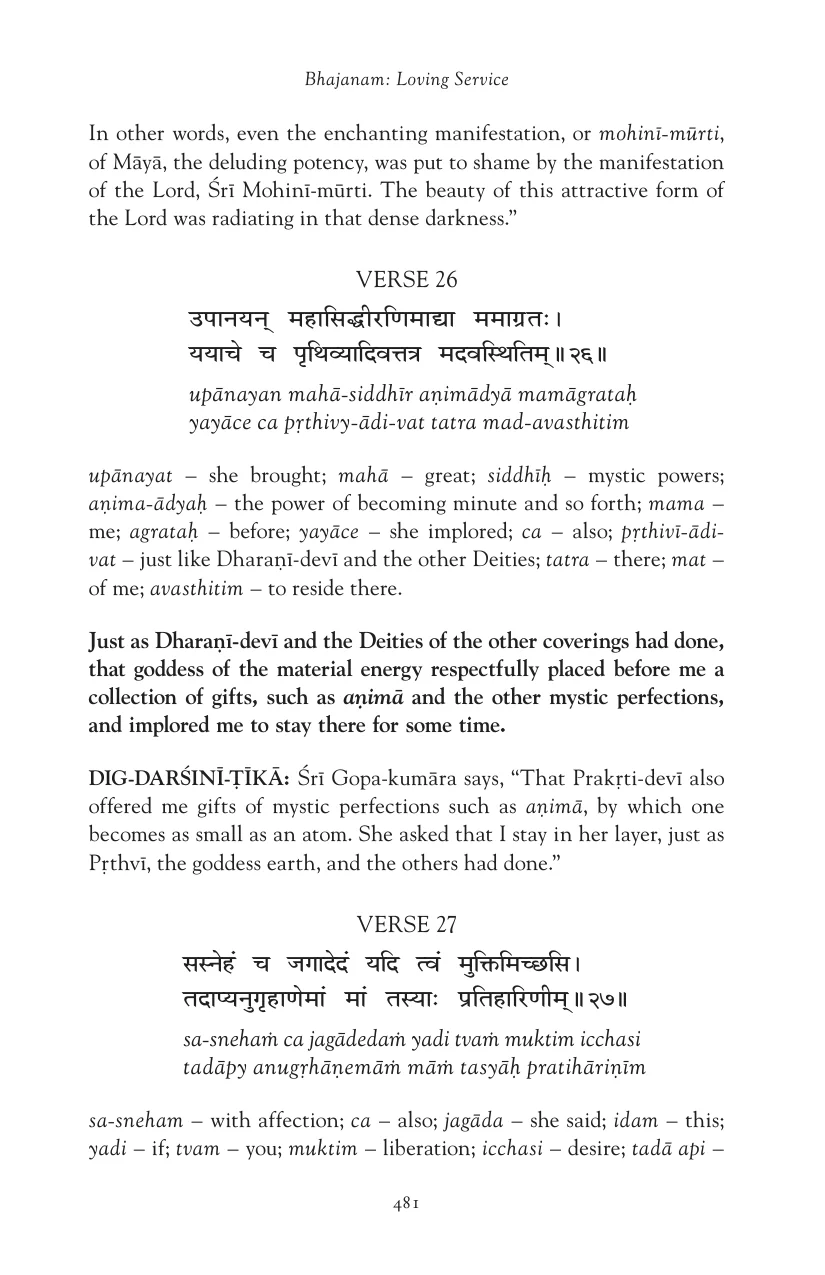 Bhajanam: Loving Service
In other words, even the enchanting manifestation, or mohinī-mūrti,
of Māyā, the deluding potency, was put to shame by the manifestation
of the Lord, Śrī Mohinī-mūrti. The beauty of this attractive form of
the Lord was radiating in that dense darkness.”
VERSE 26
उपानयन् महासिद्धीरणिमाद्या ममाग्रतः।
ययाचे च पृथिव्यादिवत्तत्र मदवस्थितिम्॥२६॥
upānayan mahā-siddhīr aṇimādyā mamāgrataḥ
yayāce ca pṛthivy-ādi-vat tatra mad-avasthitim
upānayat – she brought; mahā – great; siddhīḥ – mystic powers;
aṇima-ādyaḥ – the power of becoming minute and so forth; mama –
me; agrataḥ – before; yayāce – she implored; ca – also; pṛthivī-ādi-
vat – just like Dharaṇī-devī and the other Deities; tatra – there; mat –
of me; avasthitim – to reside there.
Just as Dharaṇī-devī and the Deities of the other coverings had done,
that goddess of the material energy respectfully placed before me a
collection of gifts, such as aṇimā and the other mystic perfections,
and implored me to stay there for some time.
DIG-DARŚINĪ-ṬĪKĀ: Śrī Gopa-kumāra says, “That Prakṛti-devī also
offered me gifts of mystic perfections such as aṇimā, by which one
becomes as small as an atom. She asked that I stay in her layer, just as
Pṛthvī, the goddess earth, and the others had done.”
VERSE 27
सस्नेहं च जगादेदं यदि त्वं मुक्तिमिच्छसि।
तदाप्यनुगृहाणेमां मां तस्याः प्रतिहारिणीम्॥२७॥
sa-snehaṁ ca jagādedaṁ yadi tvaṁ muktim icchasi
tadāpy anugṛhāṇemāṁ māṁ tasyāḥ pratihāriṇīm
sa-sneham – with affection; ca – also; jagāda – she said; idam – this;
yadi – if; tvam – you; muktim – liberation; icchasi – desire; tadā api –
481